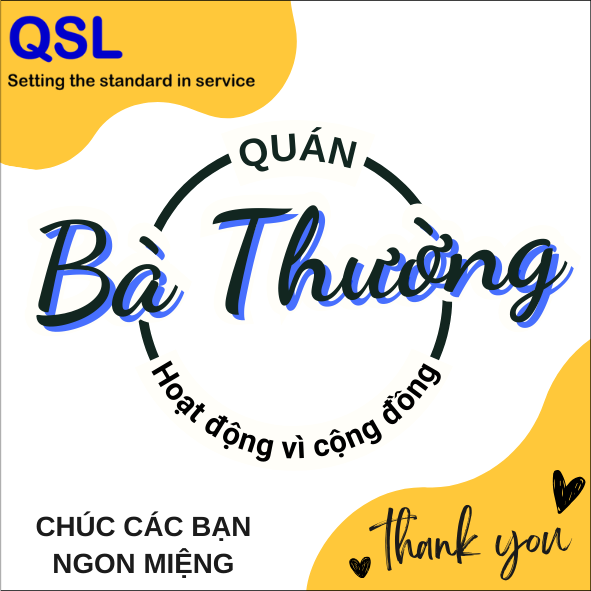 QSL
Setting the standard in service
QUÁN
Bà Thường
Hoạt động vì cộng đồng
CHÚC CÁC BẠN
NGON MIỆNG
thank you